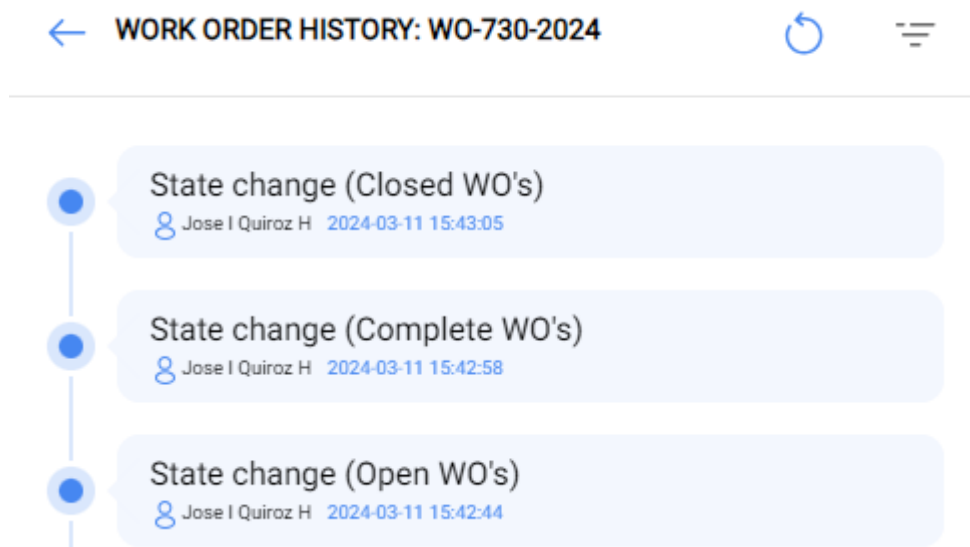 WORK ORDER HISTORY: WO-730-2024
State change (Closed WO's)
Jose I Quiroz H 2024-03-11 15:43:05
State change (Complete WO's)
Jose I Quiroz H 2024-03-11 15:42:58
State change (Open WO's)
Jose I Quiroz H 2024-03-11 15:42:44